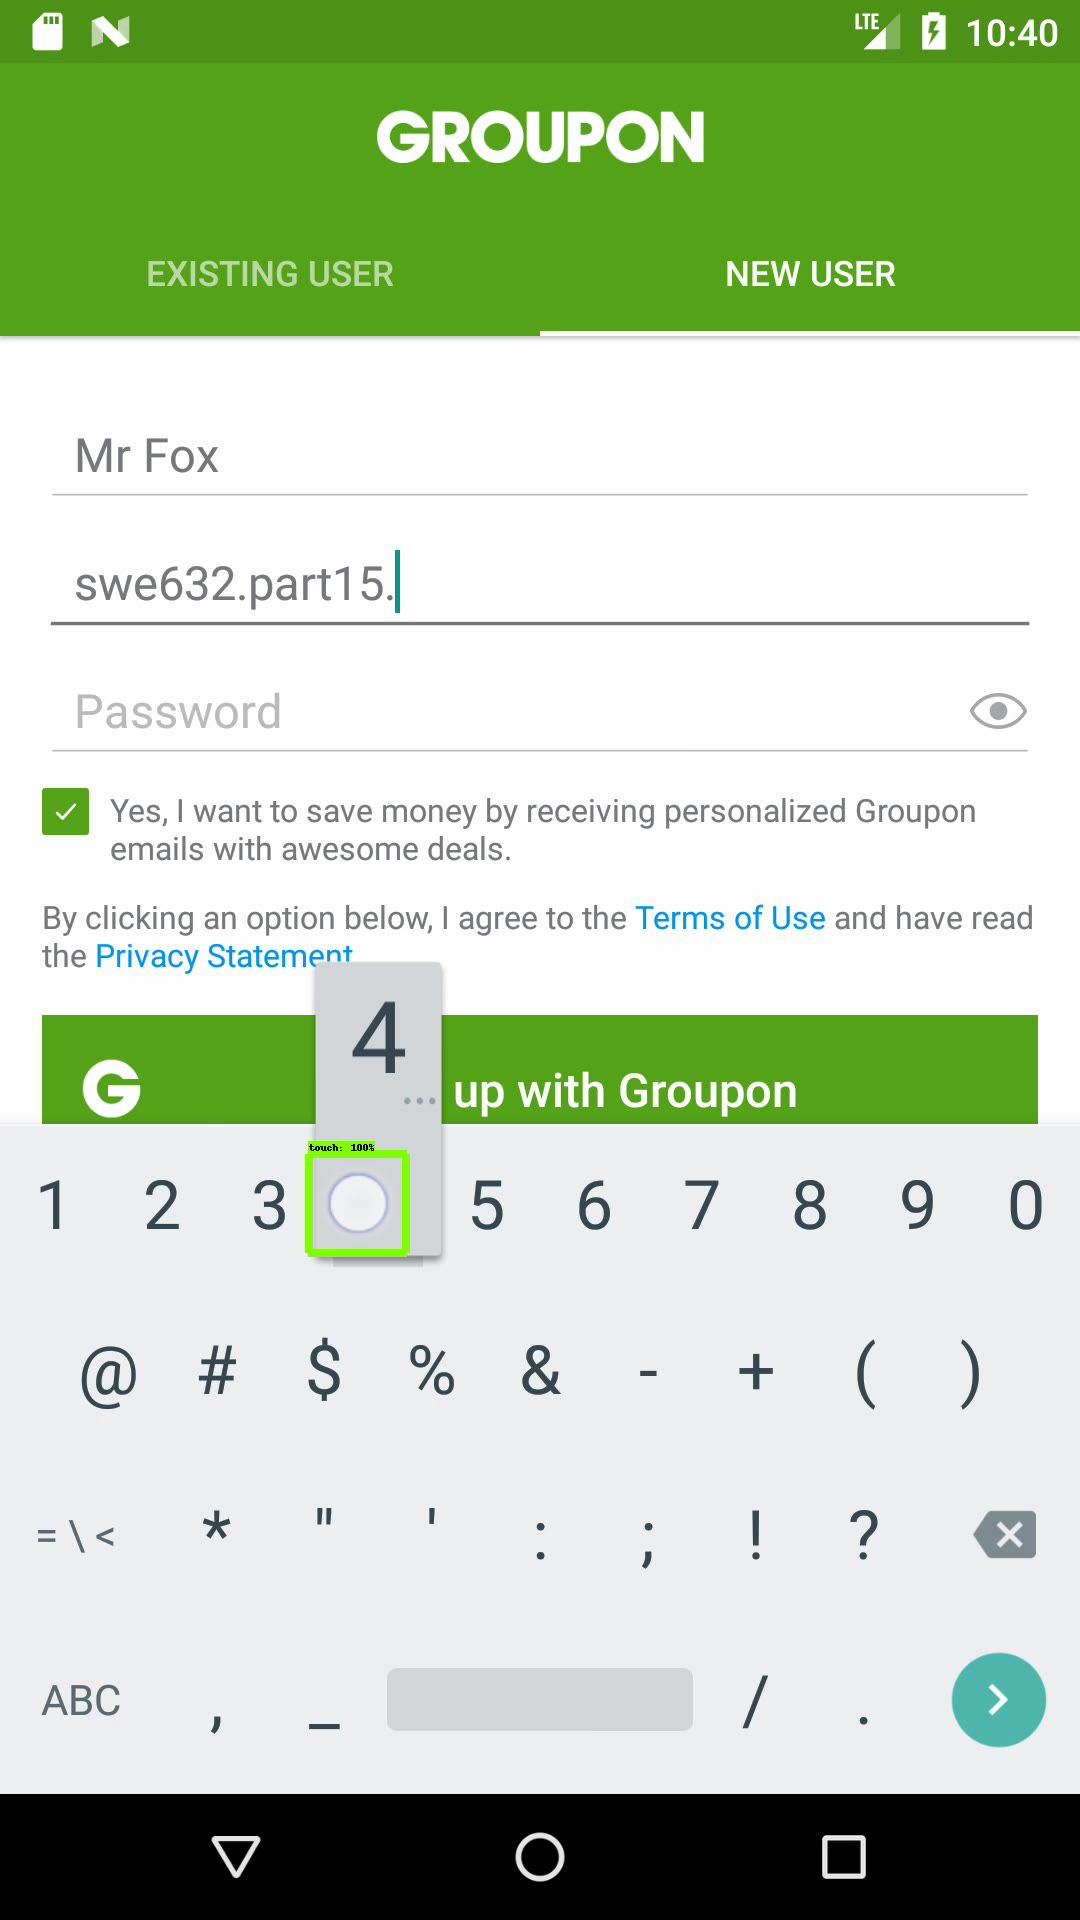 LTE 10:40
GROUPON
EXISTING USER NEW USER
Mr Fox
swe632.part15.
Password
Yes, I want to save money by receiving personalized Groupon
emails with awesome deals.
By clicking an option below, I agree to the Terms of Use and have read
the Privacy Statement
4
G up with Groupon
touch: 100%
1 2 3 5 6 7 8 9 0
@ # $ % & - + ( )
= \ < * " ' : ; ! ?
ABC , _ / .